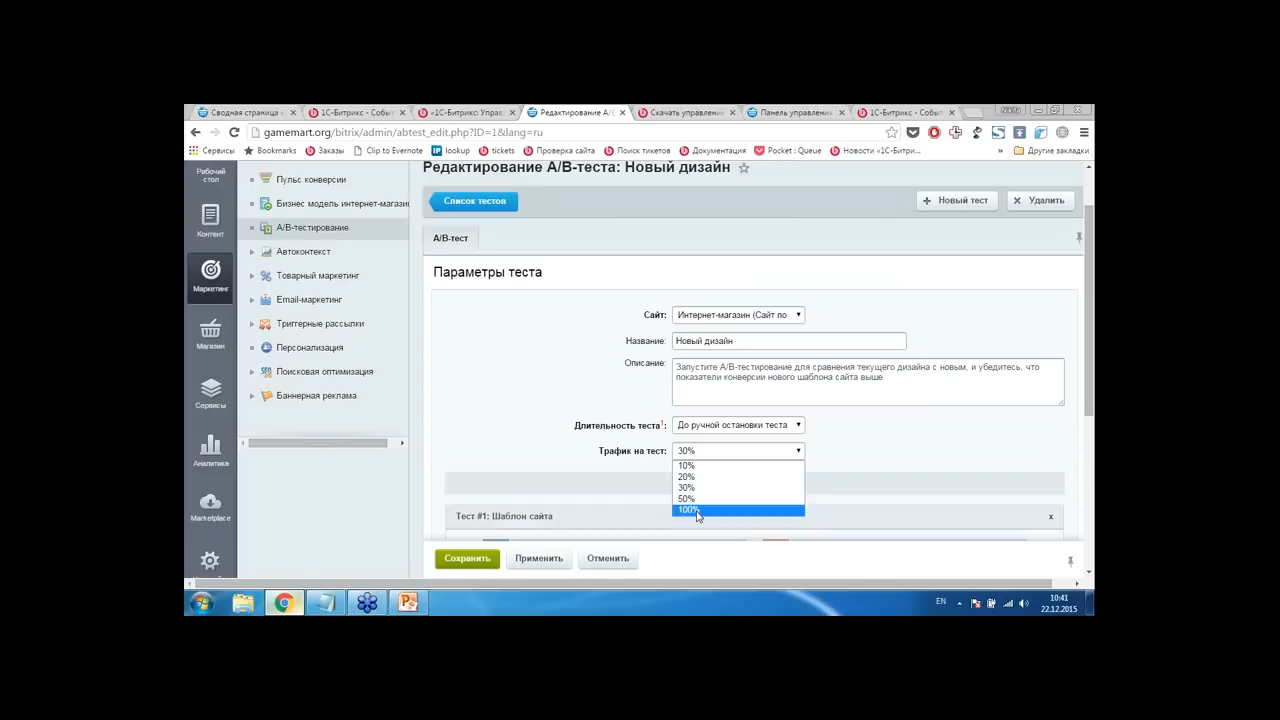 Сводная страница
1С-Битрикс - Событ
«1С-Битрикс: Управ
Редактирование A/B
Скачать управлени
Панель управлени
1С-Битрикс - Событ
gamemart.org/bitrix/admin/abtest_edit.php?ID=1&lang=ru
Сервисы
Bookmarks
Заказы
Clip to Evernote
lookup
tickets
Проверка сайта
Поиск тикетов
Документация
Pocket : Queue
Новости «1С-Битри...
»
Другие закладки
Рабочий
стол
Контент
Маркетинг
Магазин
Сервисы
Аналитика
Marketplace
Пульс конверсии
Бизнес модель интернет-магази
A/B-тестирование
Автоконтекст
Товарный маркетинг
Email-маркетинг
Триггерные рассылки
Персонализация
Поисковая оптимизация
Баннерная реклама
Редактирование A/B-теста: Новый дизайн
Список тестов
+ Новый тест
Удалить
A/B-тест
Параметры теста
Сайт:
Интернет-магазин (Сайт по
Название:
Новый дизайн
Описание:
Запустите A/B-тестирование для сравнения текущего дизайна с новым, и убедитесь, что
показатели конверсии нового шаблона сайта выше
Длительность теста¹:
До ручной остановки теста
Трафик на тест:
30%
10%
20%
30%
50%
100%
Тест #1: Шаблон сайта
x
Сохранить
Применить
Отменить
EN
10:41
22.12.2015